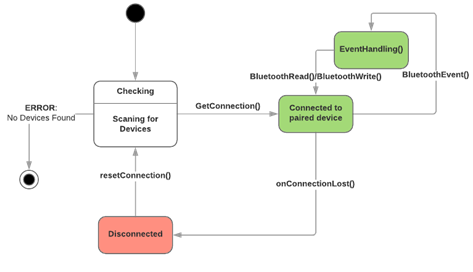 EventHandling()
BluetoothRead()/BluetoothWrite()
BluetoothEvent()
Checking
ERROR:
No Devices Found
Scaning for
Devices
GetConnection()
Connected to
paired device
resetConnection()
onConnectionLost()
Disconnected